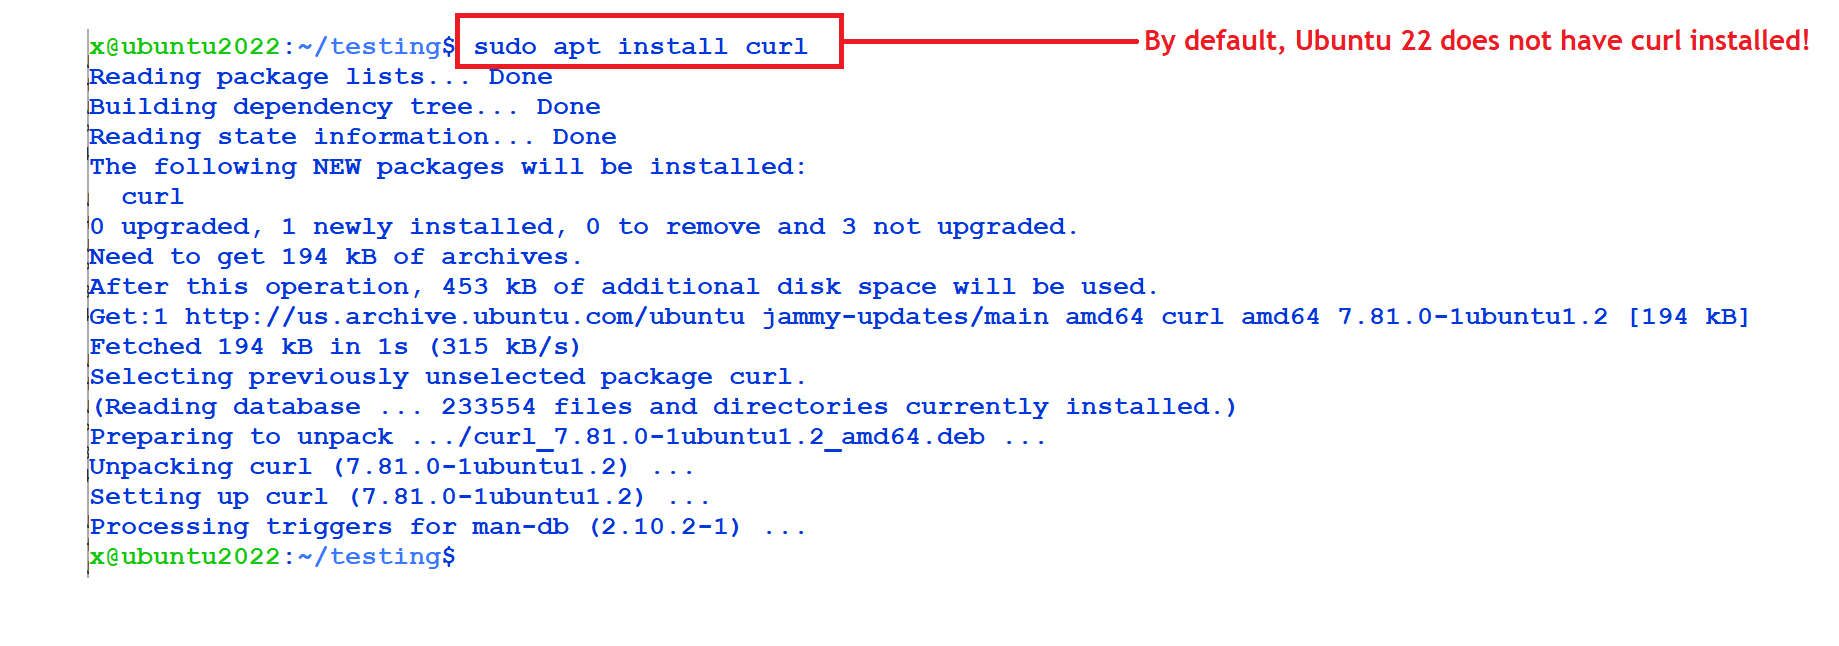 x@ubuntu2022:~/testing$ sudo apt install curl
By default, Ubuntu 22 does not have curl installed!
Reading package lists... Done
Building dependency tree... Done
Reading state information... Done
The following NEW packages will be installed:
  curl
0 upgraded, 1 newly installed, 0 to remove and 3 not upgraded.
Need to get 194 kB of archives.
After this operation, 453 kB of additional disk space will be used.
Get:1 http://us.archive.ubuntu.com/ubuntu jammy-updates/main amd64 curl amd64 7.81.0-1ubuntu1.2 [194 kB]
Fetched 194 kB in 1s (315 kB/s)
Selecting previously unselected package curl.
(Reading database ... 233554 files and directories currently installed.)
Preparing to unpack .../curl_7.81.0-1ubuntu1.2_amd64.deb ...
Unpacking curl (7.81.0-1ubuntu1.2) ...
Setting up curl (7.81.0-1ubuntu1.2) ...
Processing triggers for man-db (2.10.2-1) ...
x@ubuntu2022:~/testing$